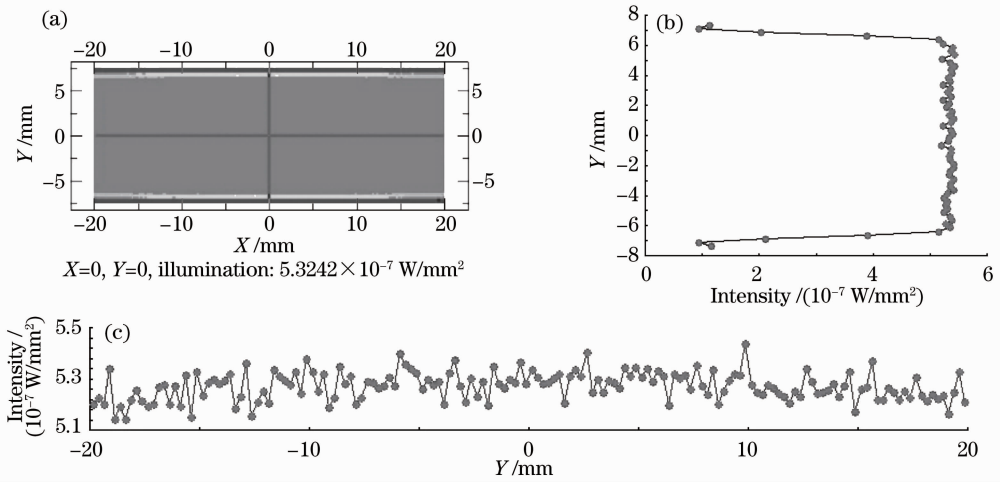 (a)
−20 −10 0 10 20
5 5
Y /mm
0 0
−5 −5
−20 −10 0 10 20
X /mm
X=0, Y=0, illumination: 5.3242×10⁻⁷ W/mm²
(b)
8
6
4
2
0
−2
−4
−6
−8
Y /mm
0 2 4 6
Intensity /(10⁻⁷ W/mm²)
(c)
Intensity /
(10⁻⁷ W/mm²)
5.5
5.3
5.1
−20 −10 0 10 20
Y /mm